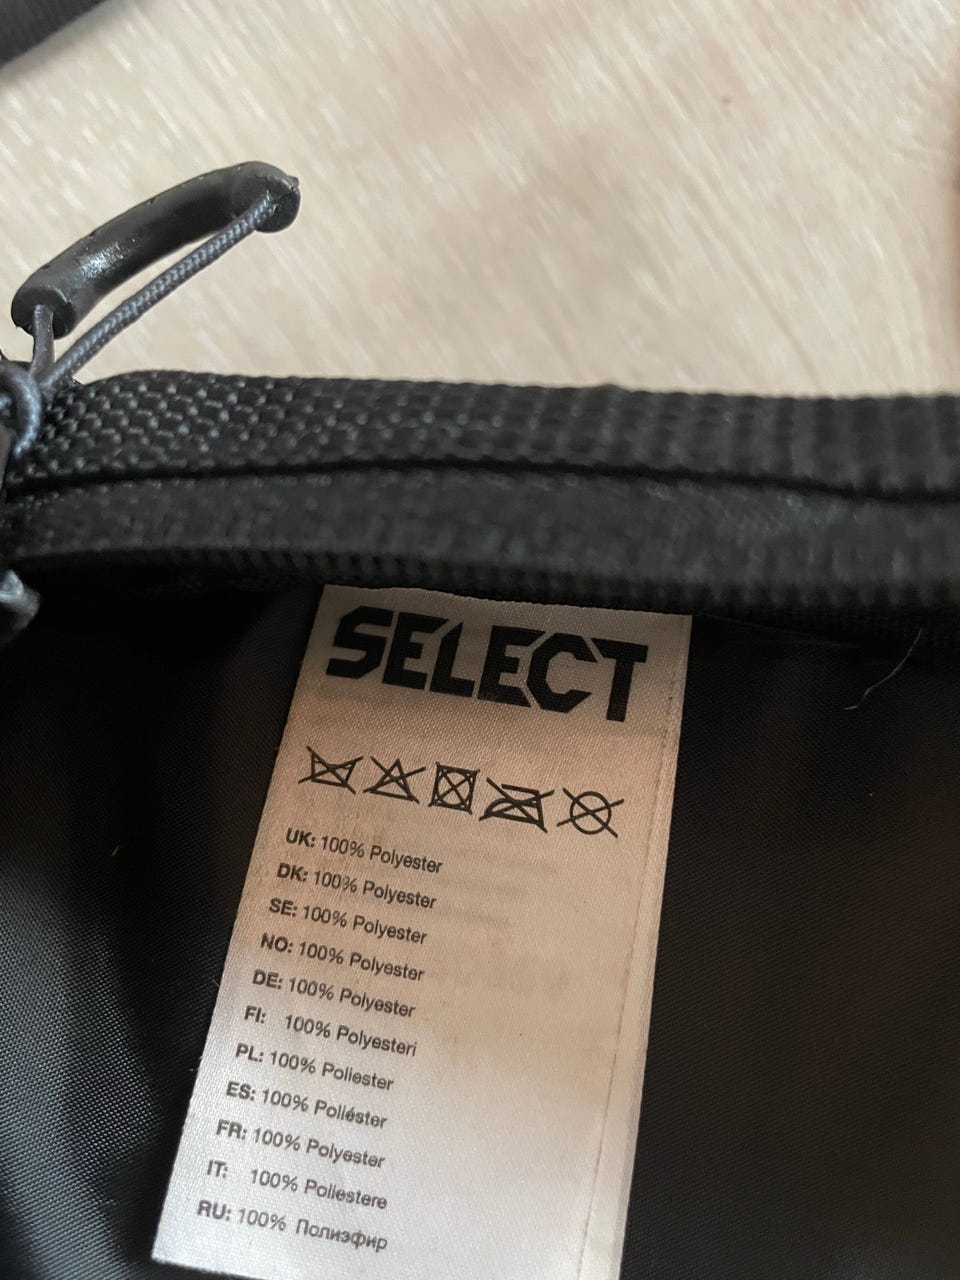 SELECT
UK: 100% Polyester
DK: 100% Polyester
SE: 100% Polyester
NO: 100% Polyester
DE: 100% Polyester
FI: 100% Polyesteri
PL: 100% Poliester
ES: 100% Poliéster
FR: 100% Polyester
IT: 100% Poliestere
RU: 100% Полиэфир